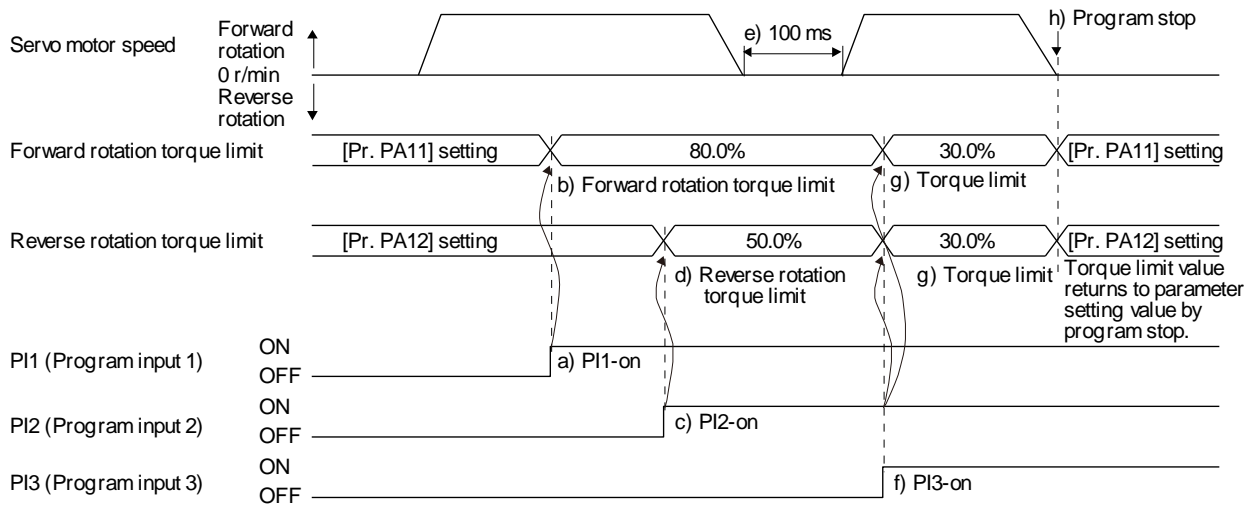 Servo motor speed
Forward
rotation
0 r/min
Reverse
rotation
e) 100 ms
h) Program stop
Forward rotation torque limit
[Pr. PA11] setting
80.0%
30.0%
[Pr. PA11] setting
b) Forward rotation torque limit
g) Torque limit
Reverse rotation torque limit
[Pr. PA12] setting
50.0%
30.0%
[Pr. PA12] setting
d) Reverse rotation
torque limit
g) Torque limit
Torque limit value
returns to parameter
setting value by
program stop.
PI1 (Program input 1)
ON
OFF
a) PI1-on
PI2 (Program input 2)
ON
OFF
c) PI2-on
PI3 (Program input 3)
ON
OFF
f) PI3-on